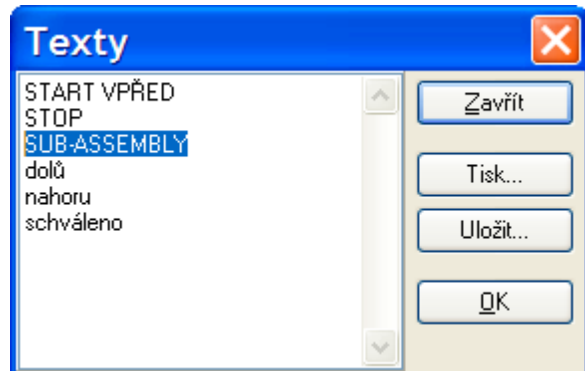 Texty
START VPŘED
STOP
SUB-ASSEMBLY
dolů
nahoru
schváleno
Zavřít
Tisk...
Uložit...
OK